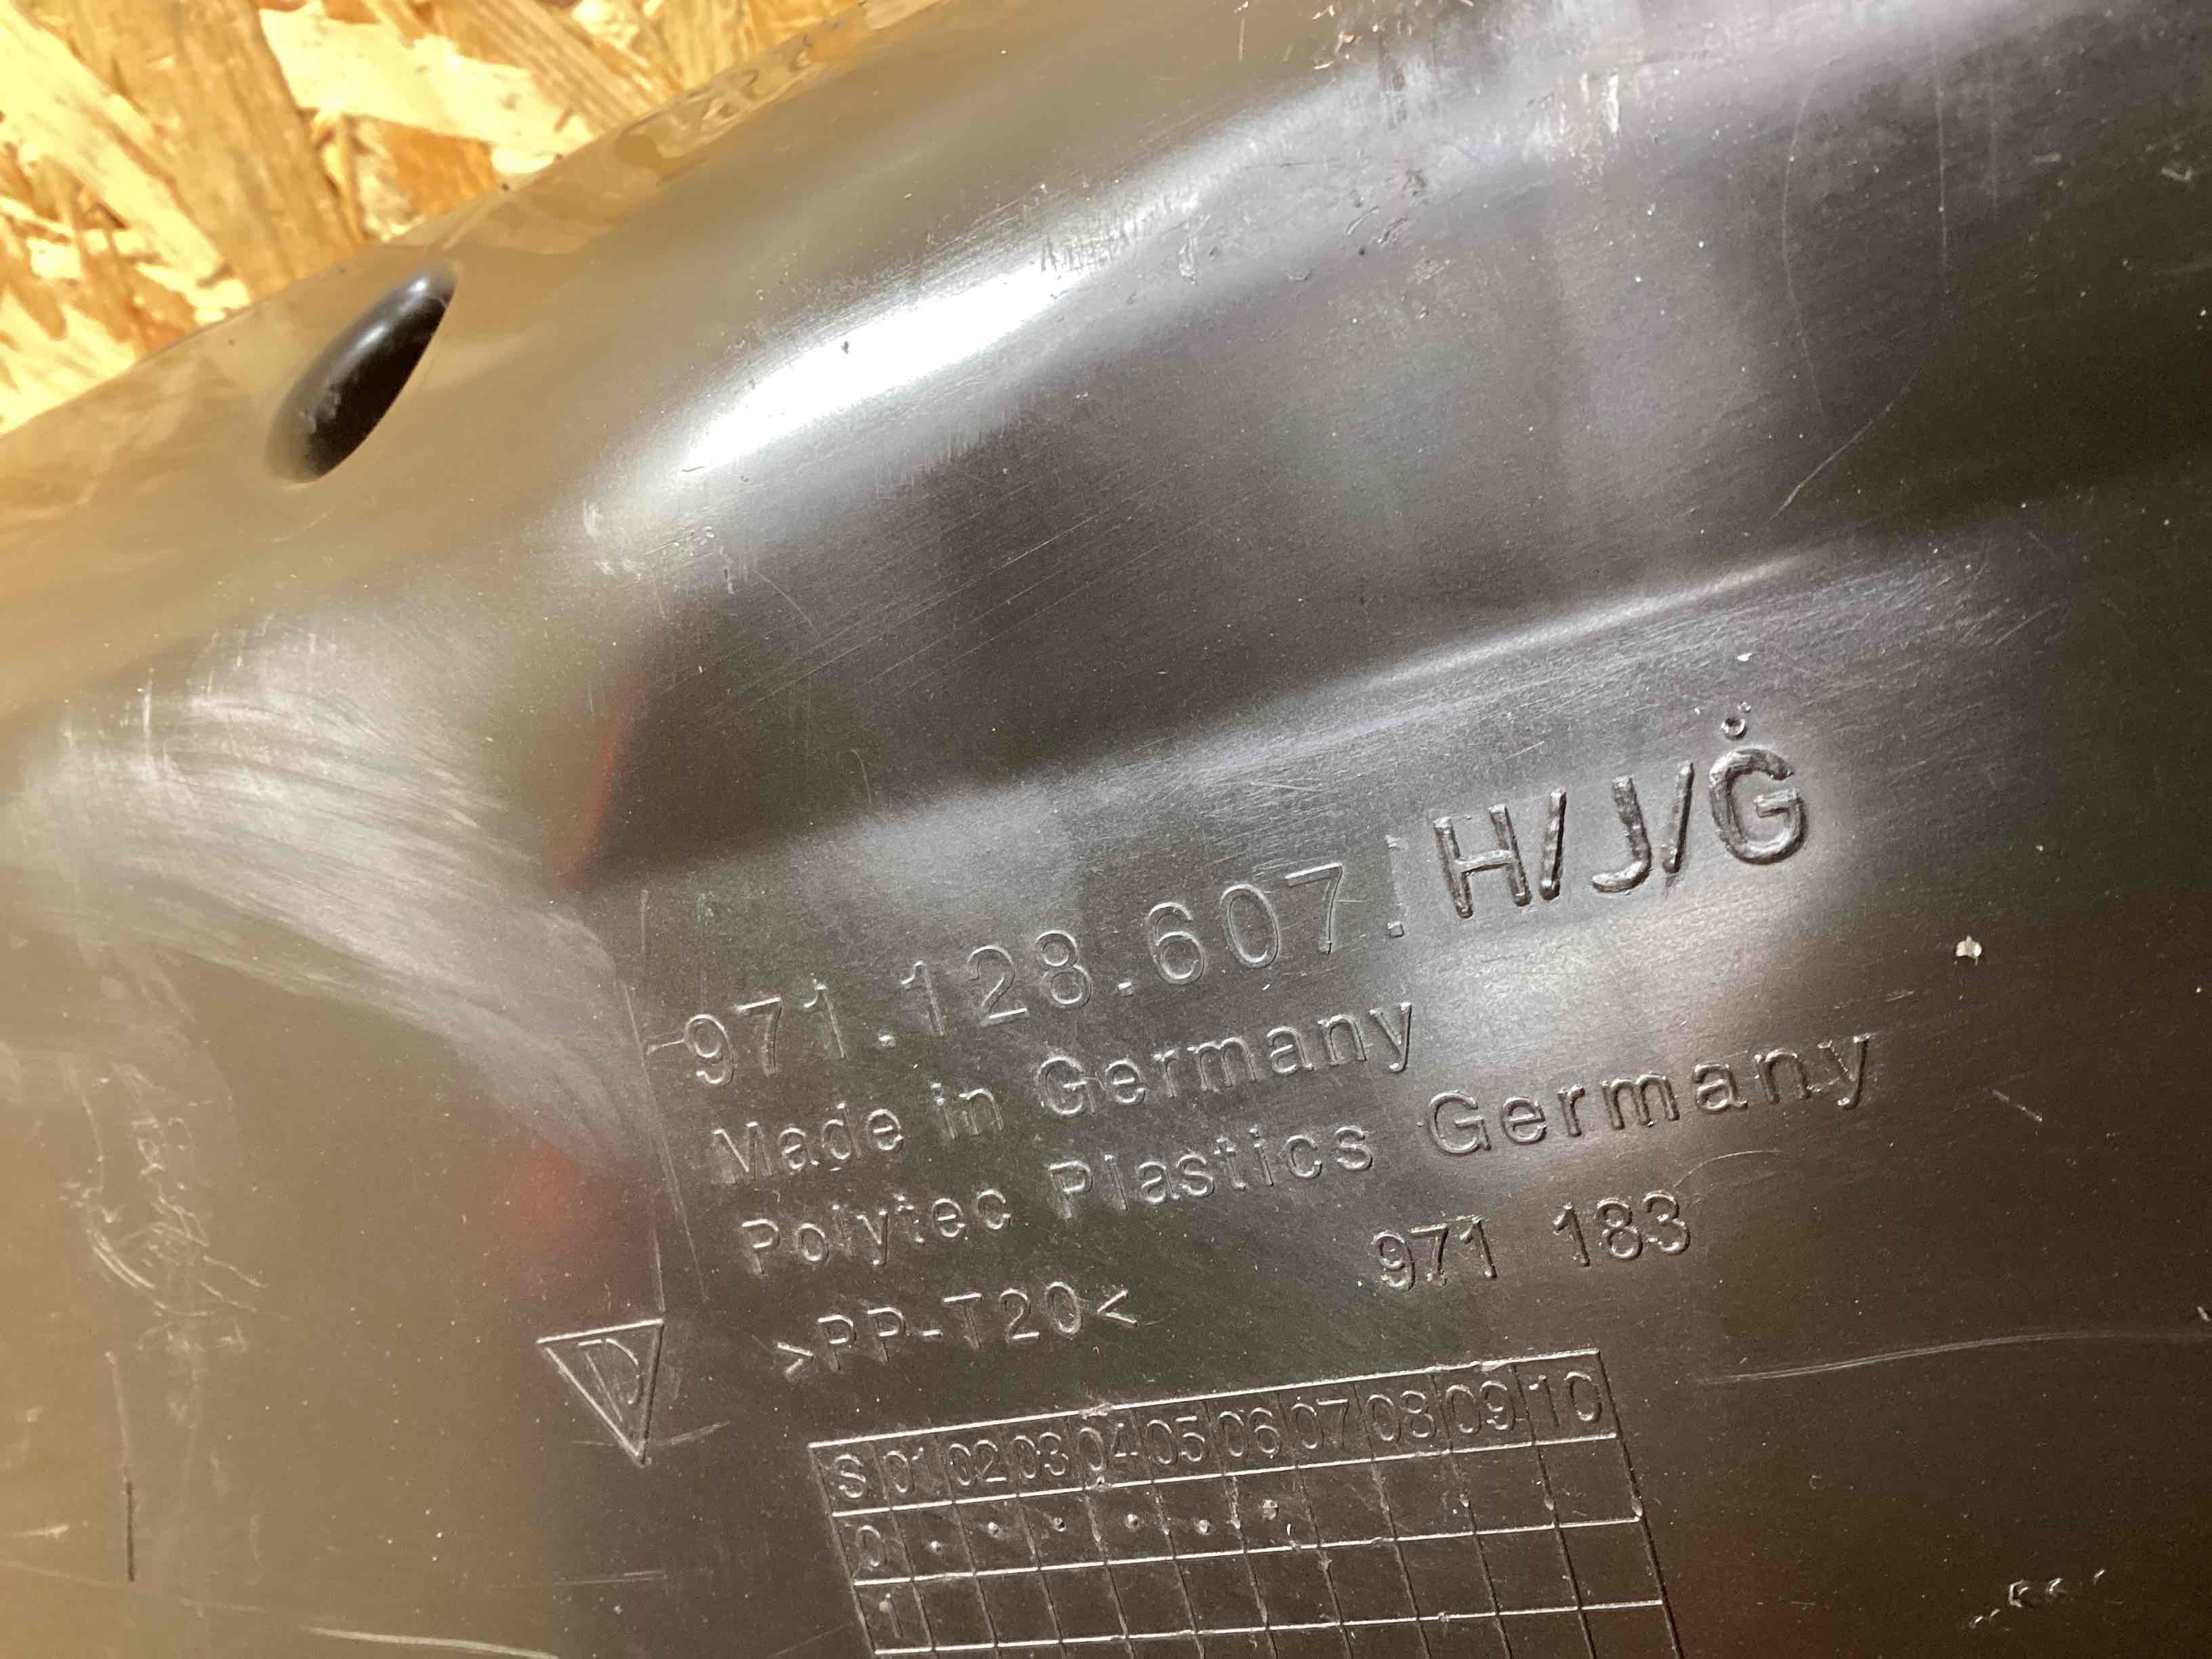 971.128.607. H/J/G
Made in Germany
Polytec Plastics Germany
>PP-T20< 971 183
D
S 01 02 03 04 05 06 07 08 09 10
0
1